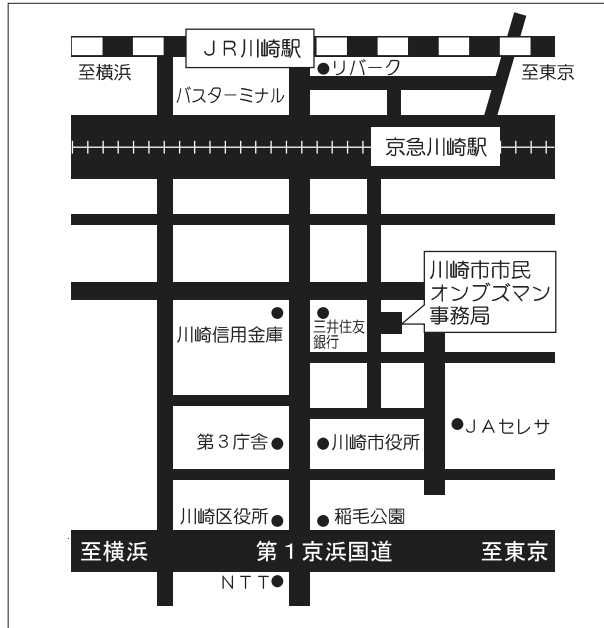 JR川崎駅
至横浜
リバーク
至東京
バスターミナル
京急川崎駅
川崎市市民
オンブズマン
事務局
川崎信用金庫
三井住友
銀行
第3庁舎
川崎市役所
JAセレサ
川崎区役所
稲毛公園
至横浜
第1京浜国道
至東京
NTT